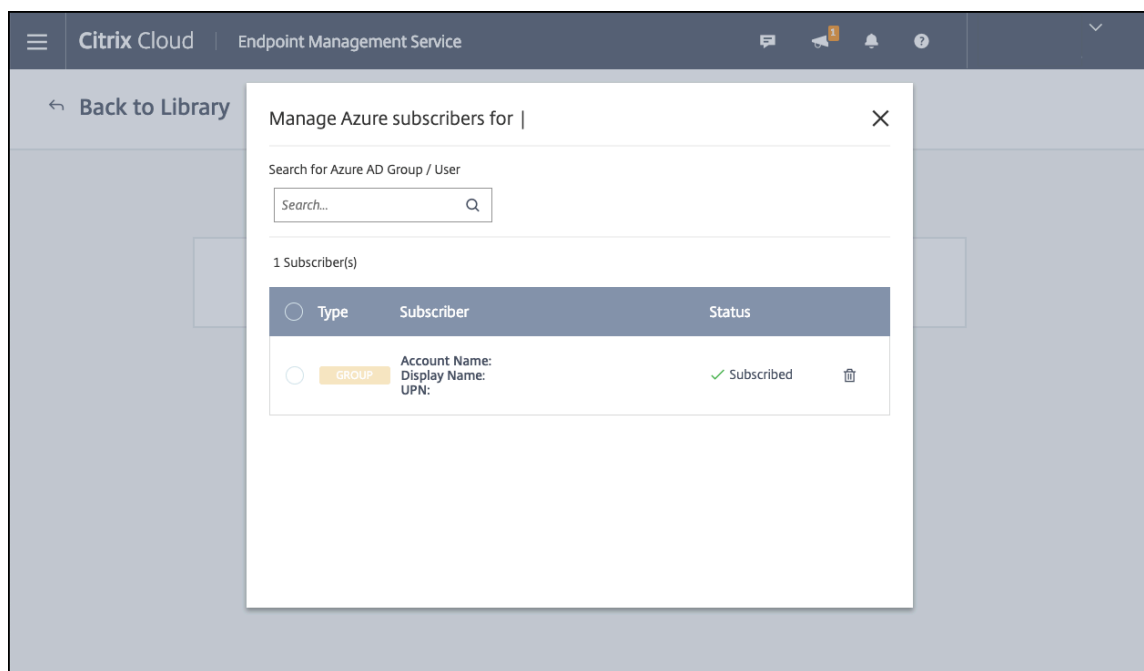 Citrix Cloud | Endpoint Management Service 1
Back to Library
Manage Azure subscribers for |
Search for Azure AD Group / User
Search...
1 Subscriber(s)
Type Subscriber Status
GROUP Account Name: Subscribed
Display Name:
UPN: